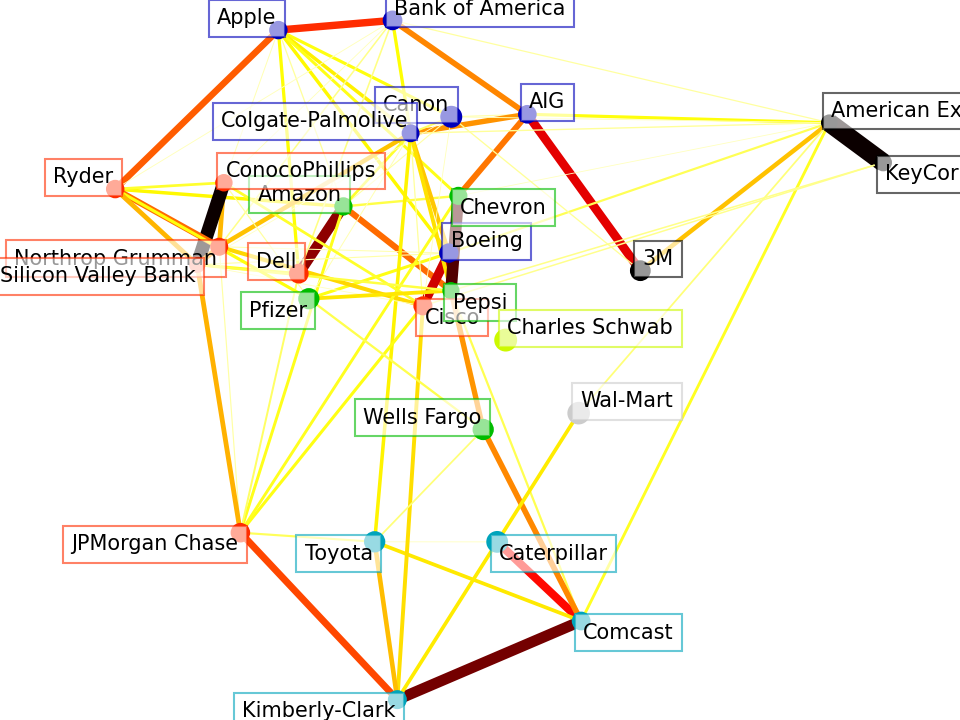 Bank of America
Apple
Canon
AIG
American Ex
Colgate-Palmolive
KeyCor
ConocoPhillips
Ryder
Amazon
Chevron
Boeing
Northrop Grumman
Dell
3M
Silicon Valley Bank
Pfizer
Pepsi
Cisco
Charles Schwab
Wal-Mart
Wells Fargo
JPMorgan Chase
Toyota
Caterpillar
Comcast
Kimberly-Clark